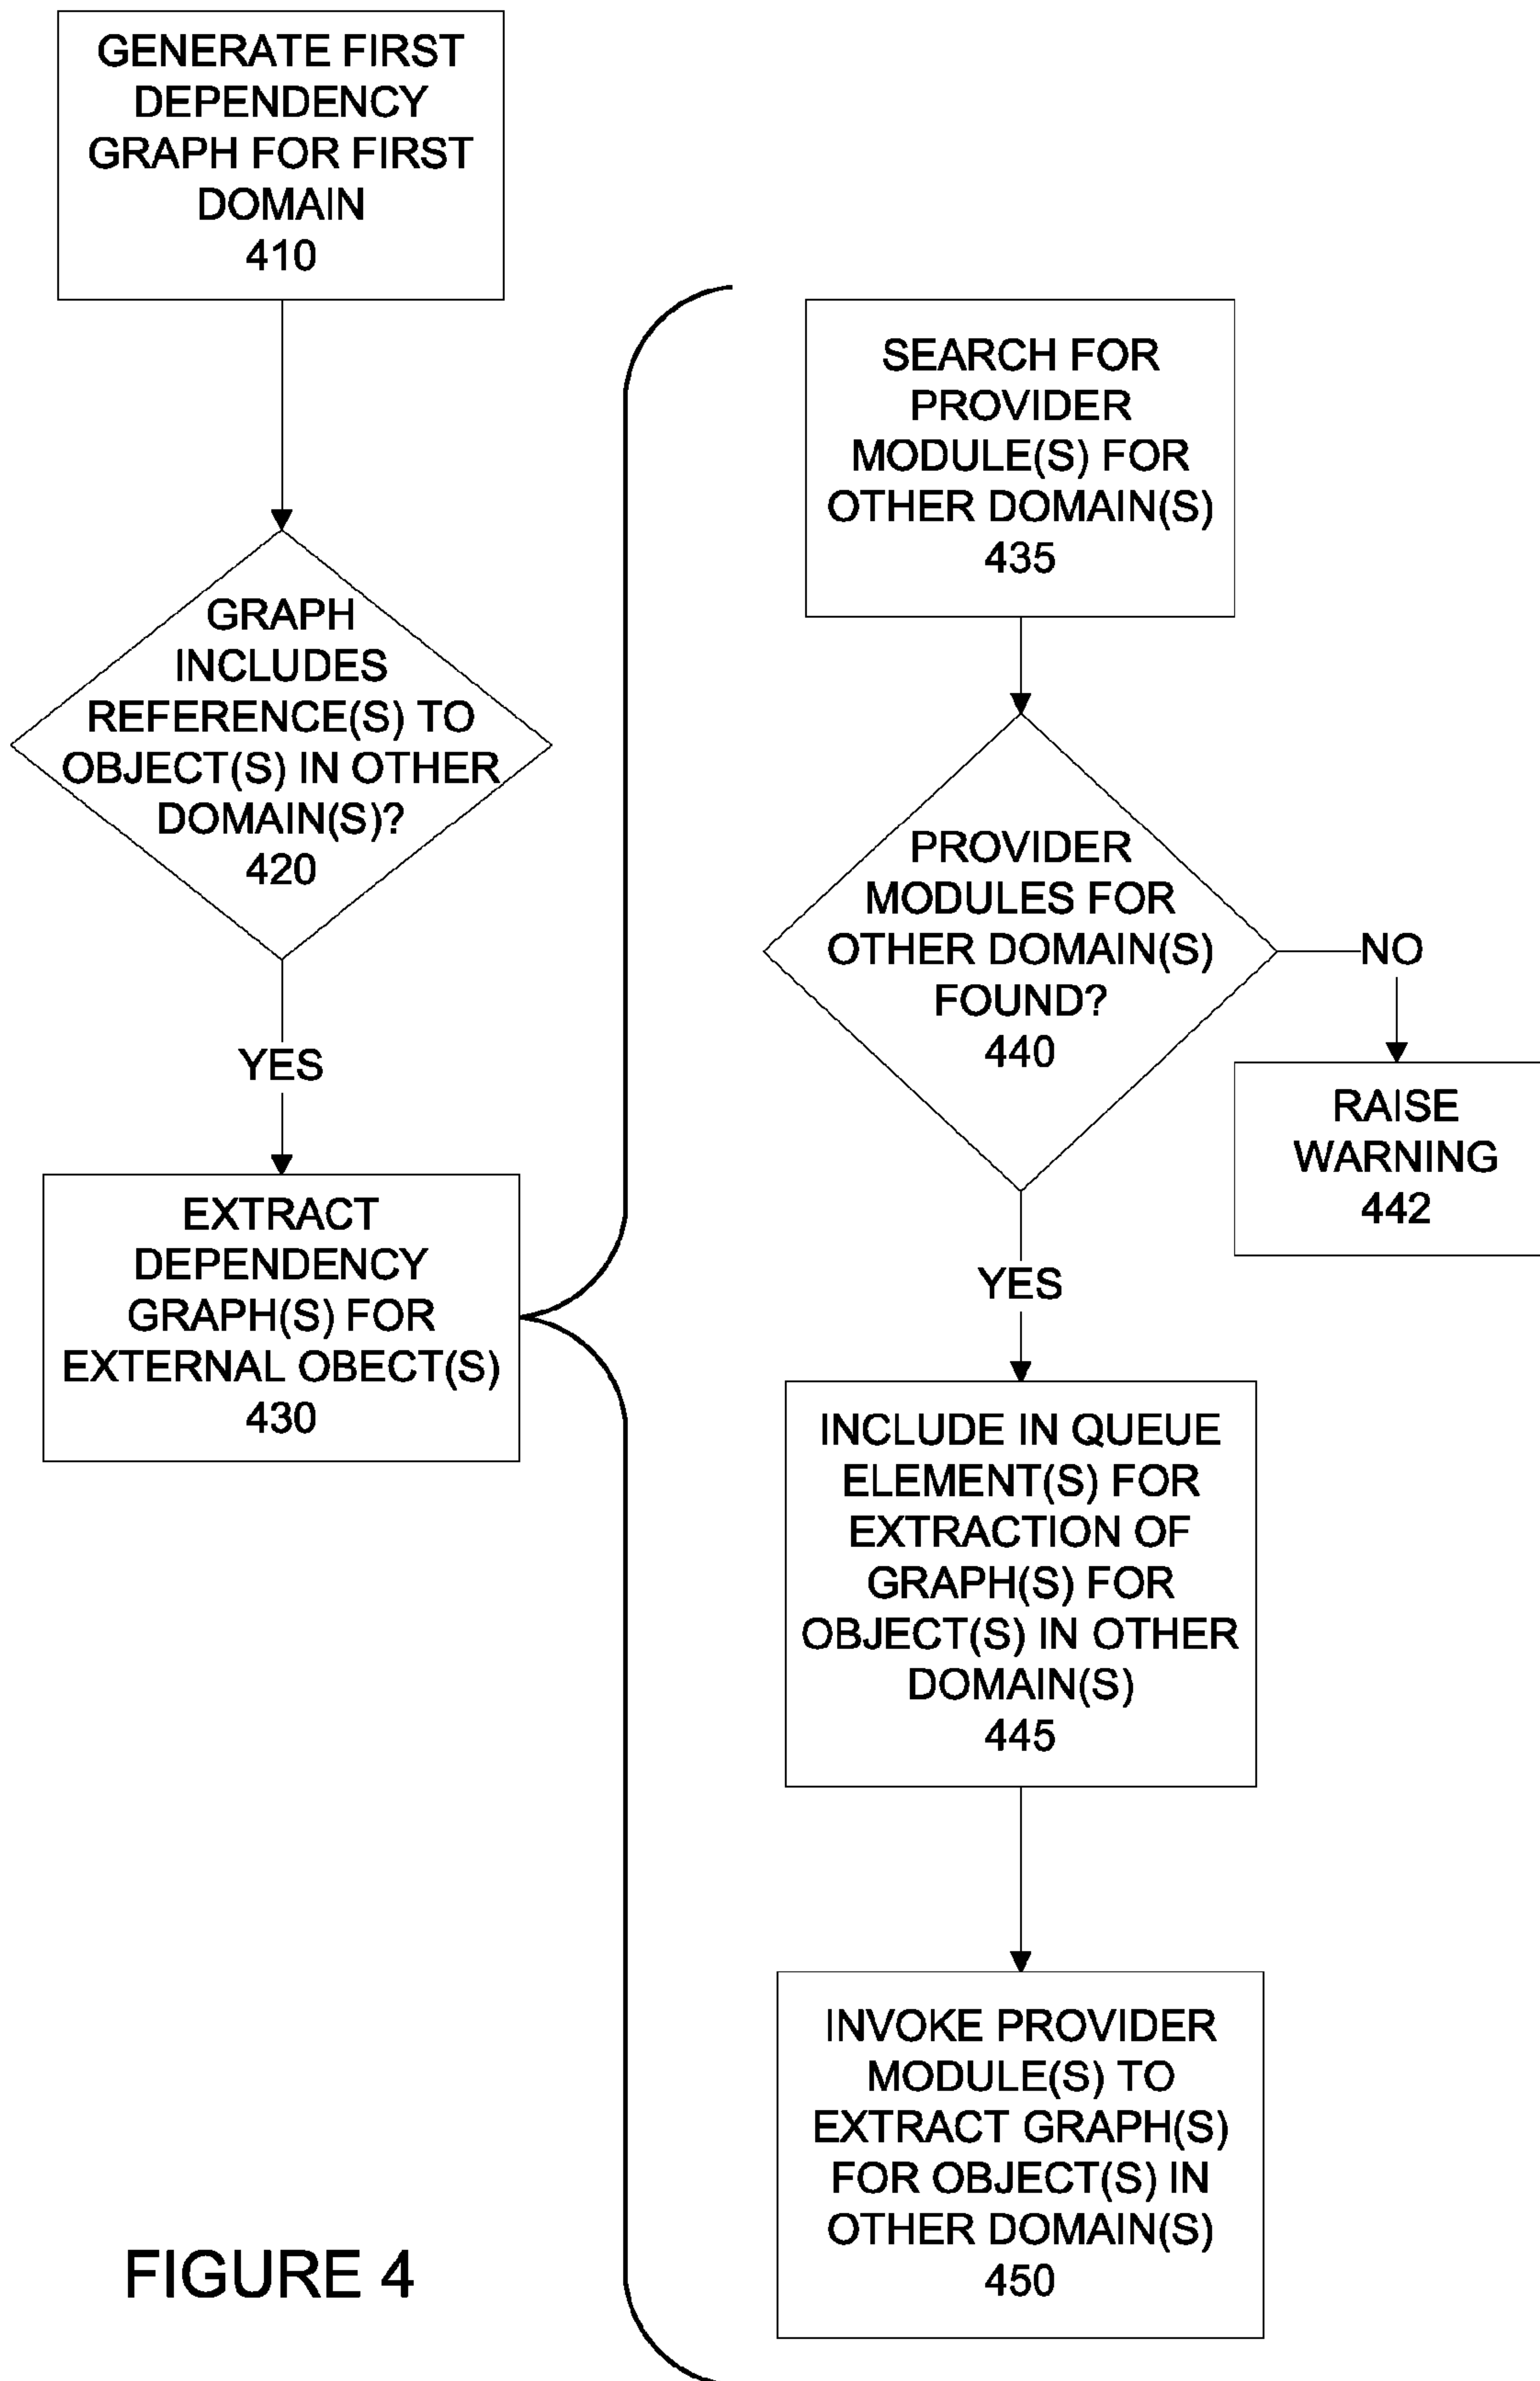 GENERATE FIRST
DEPENDENCY
GRAPH FOR FIRST
DOMAIN
410
GRAPH
INCLUDES
REFERENCE(S) TO
OBJECT(S) IN OTHER
DOMAIN(S)?
420
YES
EXTRACT
DEPENDENCY
GRAPH(S) FOR
EXTERNAL OBECT(S)
430
SEARCH FOR
PROVIDER
MODULE(S) FOR
OTHER DOMAIN(S)
435
PROVIDER
MODULES FOR
OTHER DOMAIN(S)
FOUND?
440
NO
RAISE
WARNING
442
YES
INCLUDE IN QUEUE
ELEMENT(S) FOR
EXTRACTION OF
GRAPH(S) FOR
OBJECT(S) IN OTHER
DOMAIN(S)
445
INVOKE PROVIDER
MODULE(S) TO
EXTRACT GRAPH(S)
FOR OBJECT(S) IN
OTHER DOMAIN(S)
450
FIGURE 4